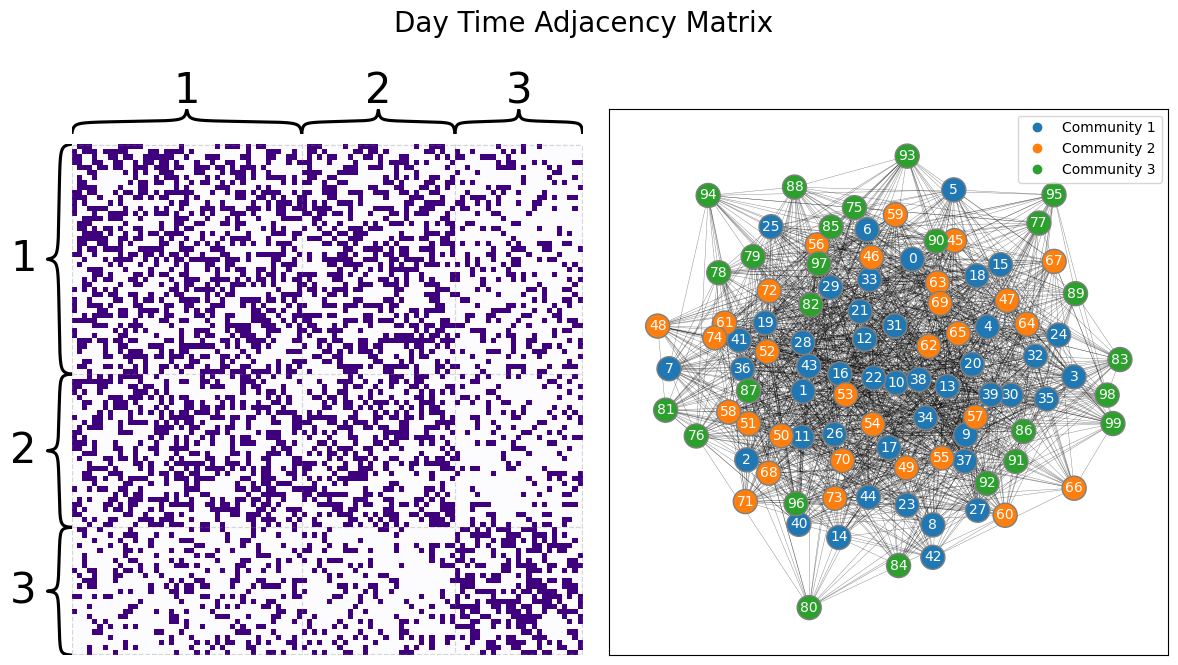 Day Time Adjacency Matrix
1 2 3
1
2
3
Community 1
Community 2
Community 3
93
94 88 5 95
75 59
25 85 6 77
56 90 45
79 97 46 0 67
78 33 18 15
72 29 63 89
82 69 47
48 61 19 21 31 4 64
74 41 28 12 65 24
52 62 32 83
7 36 43 16 22 10 38 20 3
87 1 53 13 39 30 35 98
81 58 51 54 34 57 99
76 50 11 26 17 9 86
2 68 70 49 55 37 91
71 96 73 44 23 92 66
40 14 8 27 60
84 42
80